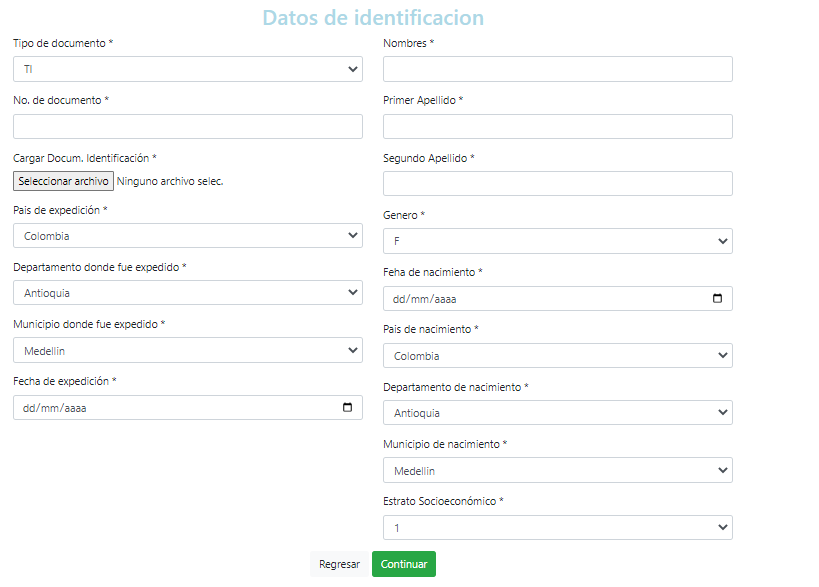 Datos de identificacion
Tipo de documento *
TI
No. de documento *
Cargar Docum. Identificación *
Seleccionar archivo Ninguno archivo selec.
Pais de expedición *
Colombia
Departamento donde fue expedido *
Antioquia
Municipio donde fue expedido *
Medellin
Fecha de expedición *
dd/mm/aaaa
Nombres *
Primer Apellido *
Segundo Apellido *
Genero *
F
Feha de nacimiento *
dd/mm/aaaa
Pais de nacimiento *
Colombia
Departamento de nacimiento *
Antioquia
Municipio de nacimiento *
Medellin
Estrato Socioeconómico *
1
Regresar Continuar